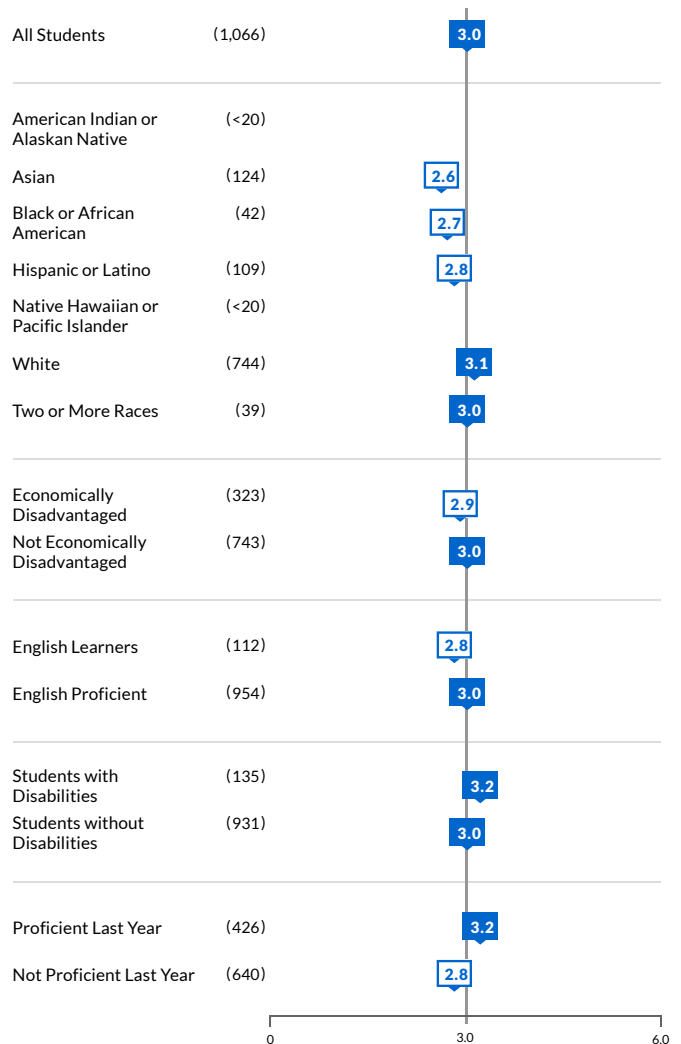 All Students (1,066) 3.0
American Indian or (<20)
Alaskan Native
Asian (124) 2.6
Black or African (42) 2.7
American
Hispanic or Latino (109) 2.8
Native Hawaiian or (<20)
Pacific Islander
White (744) 3.1
Two or More Races (39) 3.0
Economically (323) 2.9
Disadvantaged
Not Economically (743) 3.0
Disadvantaged
English Learners (112) 2.8
English Proficient (954) 3.0
Students with (135) 3.2
Disabilities
Students without (931) 3.0
Disabilities
Proficient Last Year (426) 3.2
Not Proficient Last Year (640) 2.8
0 3.0 6.0